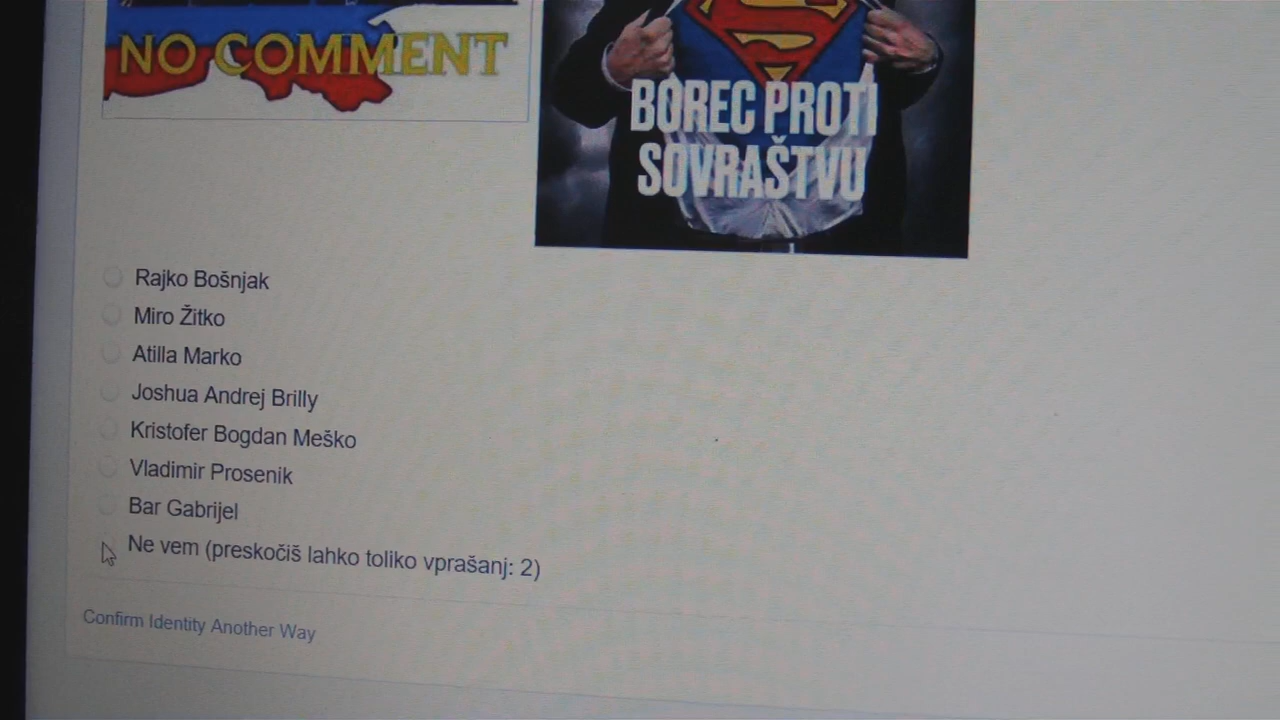 NO COMMENT
BOREC PROTI
SOVRAŠTVU
Rajko Bošnjak
Miro Žitko
Atilla Marko
Joshua Andrej Brilly
Kristofer Bogdan Meško
Vladimir Prosenik
Bar Gabrijel
Ne vem (preskočiš lahko toliko vprašanj: 2)
Confirm Identity Another Way